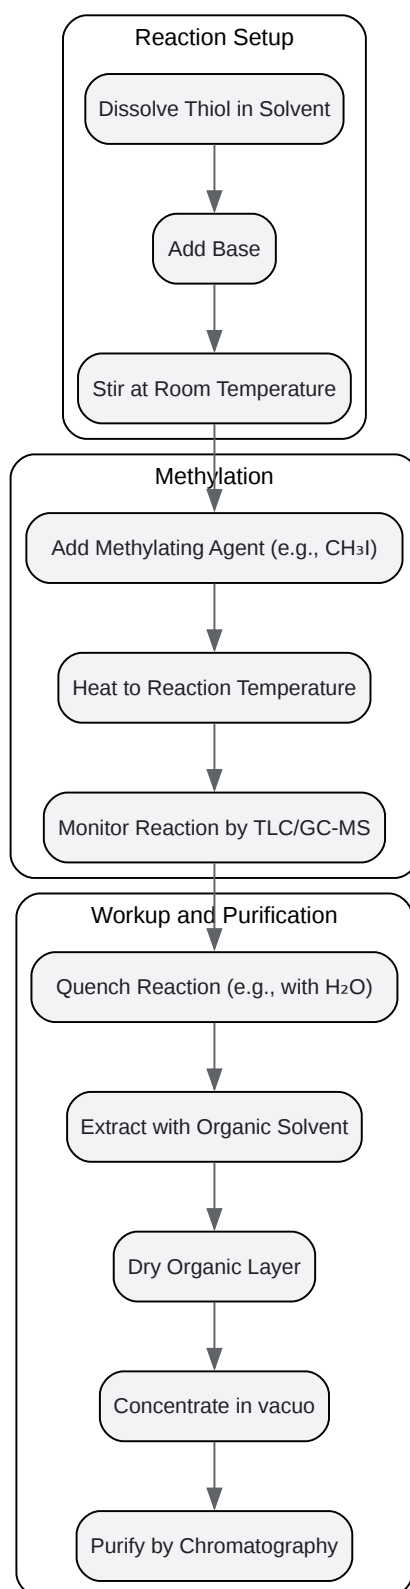 Reaction Setup
Dissolve Thiol in Solvent
Add Base
Stir at Room Temperature
Methylation
Add Methylating Agent (e.g., CH₃I)
Heat to Reaction Temperature
Monitor Reaction by TLC/GC-MS
Workup and Purification
Quench Reaction (e.g., with H₂O)
Extract with Organic Solvent
Dry Organic Layer
Concentrate in vacuo
Purify by Chromatography